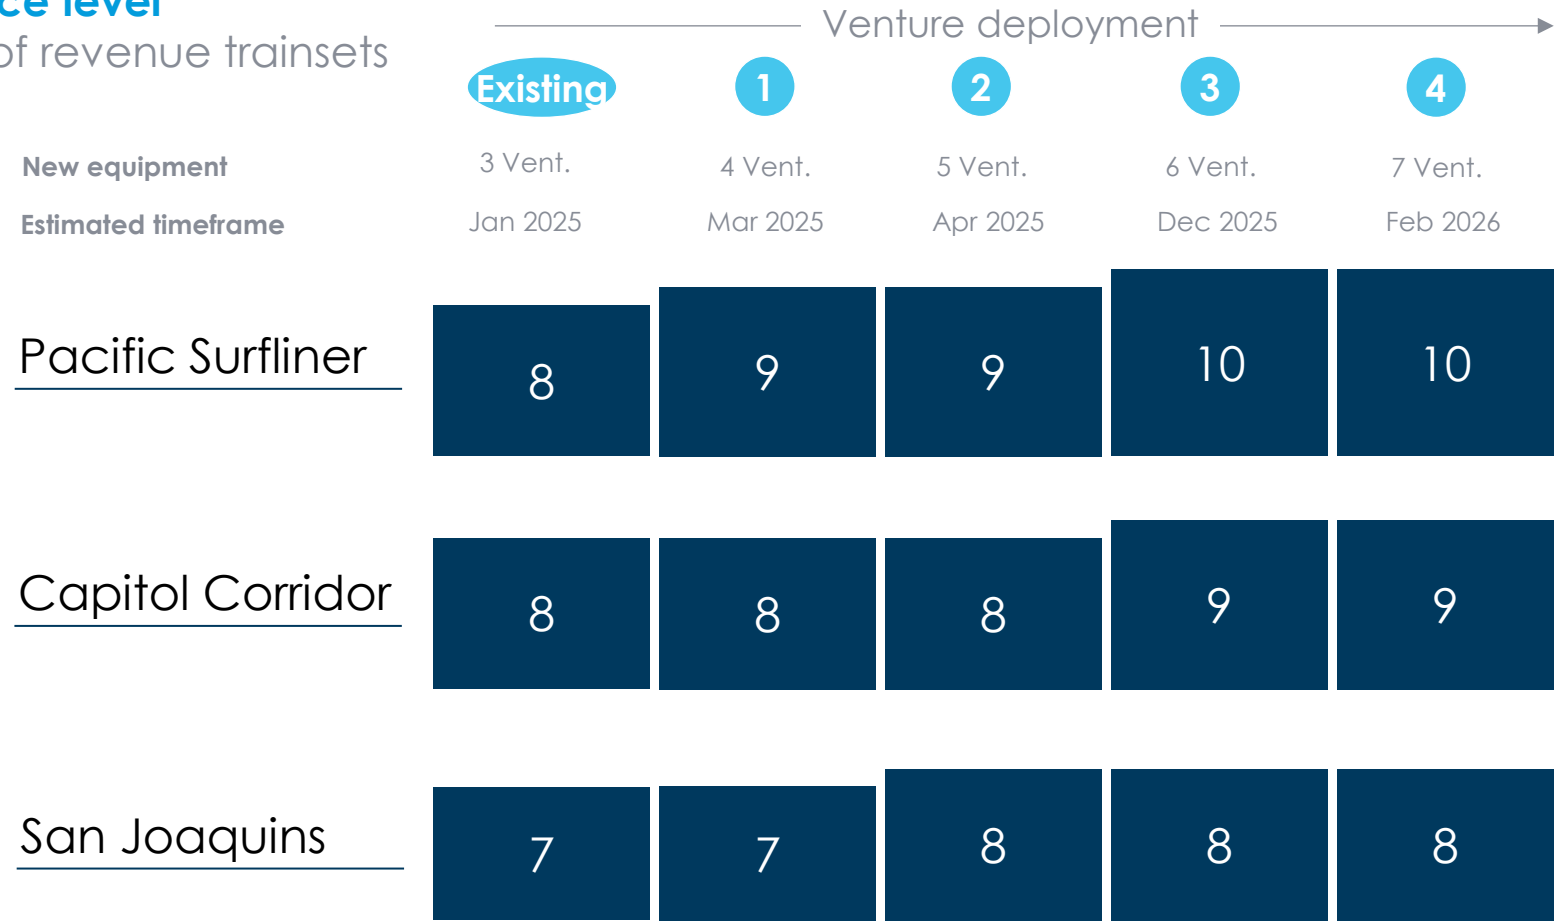 ce level
of revenue trainsets
Venture deployment
Existing 1 2 3 4
New equipment 3 Vent. 4 Vent. 5 Vent. 6 Vent. 7 Vent.
Estimated timeframe Jan 2025 Mar 2025 Apr 2025 Dec 2025 Feb 2026
Pacific Surfliner 8 9 9 10 10
Capitol Corridor 8 8 8 9 9
San Joaquins 7 7 8 8 8